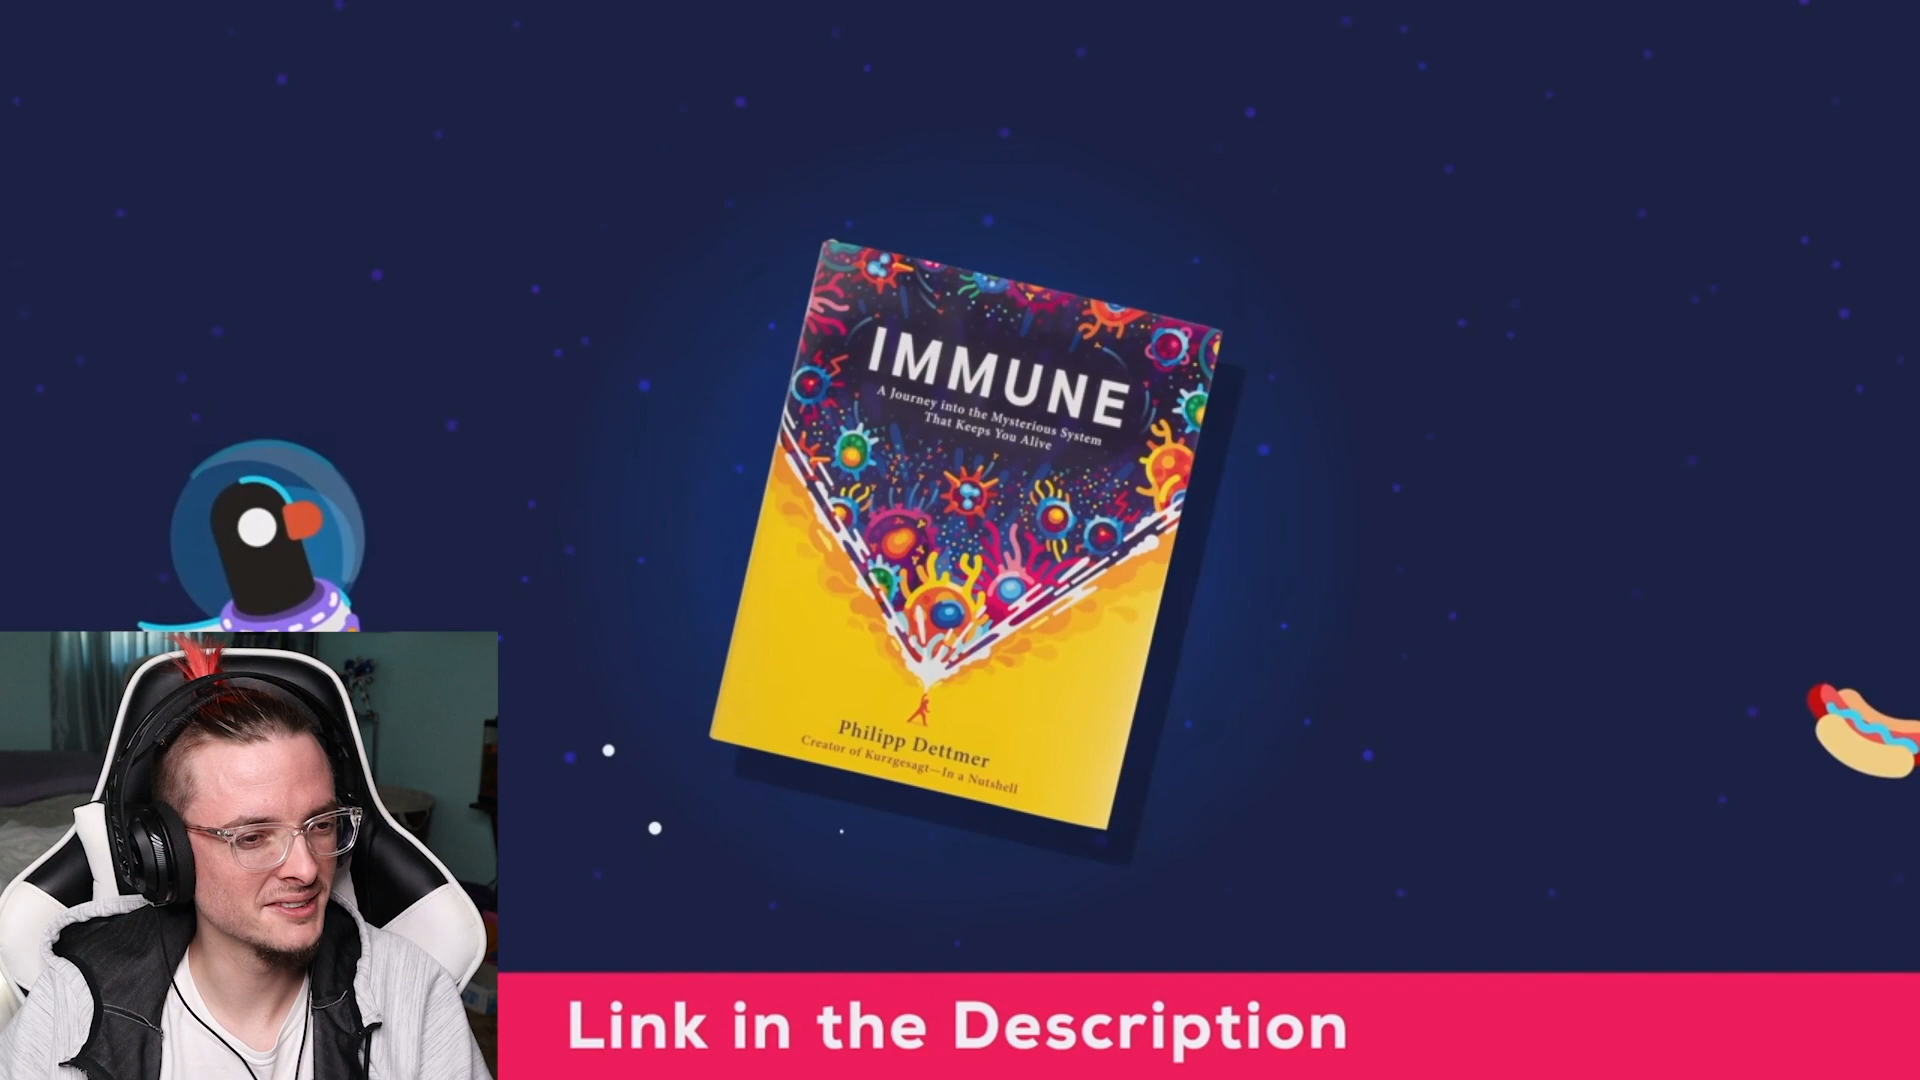 IMMUNE
A Journey into the Mysterious System
That Keeps You Alive
Philipp Dettmer
Creator of Kurzgesagt—In a Nutshell
Link in the Description